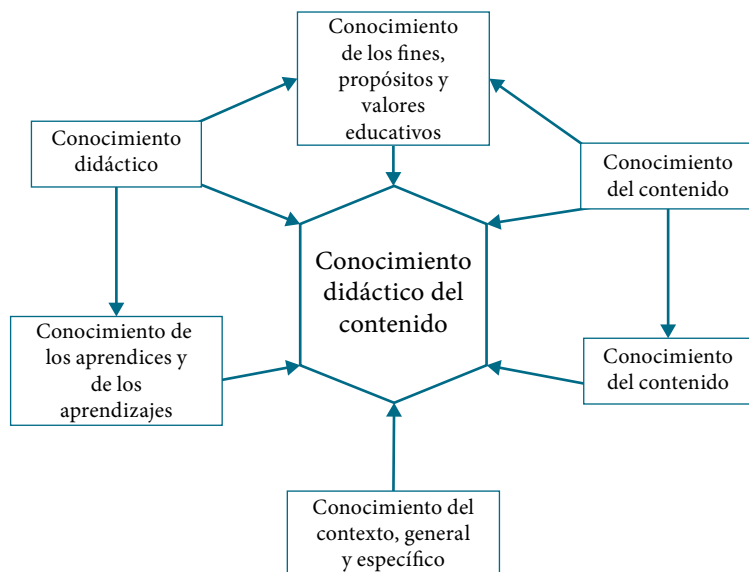 Conocimiento
de los fines,
propósitos y
valores
educativos
Conocimiento
didáctico
Conocimiento
del contenido
Conocimiento
didáctico del
contenido
Conocimiento de
los aprendices y
de los
aprendizajes
Conocimiento
del contenido
Conocimiento del
contexto, general
y específico